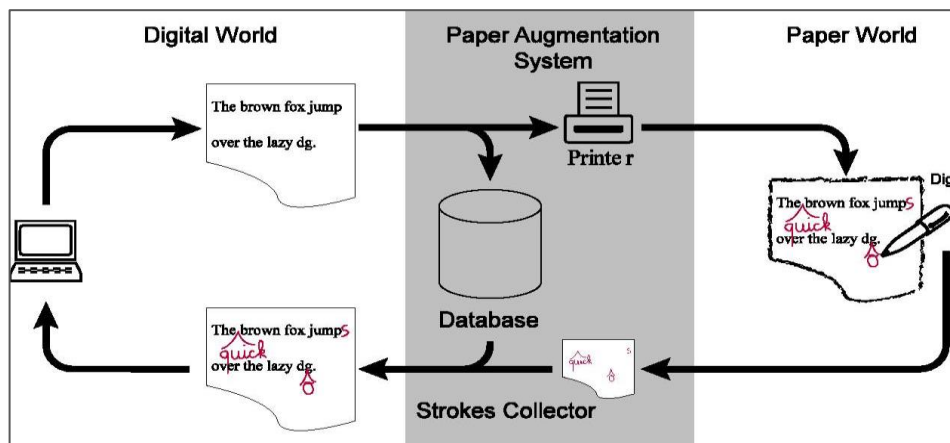 Digital World
Paper Augmentation
System
Paper World
The brown fox jump
over the lazy dg.
Printe r
Dig
The brown fox jumps
quick
over the lazy dg.
o
Database
The brown fox jumps
quick
over the lazy dg.
o
s
quick
o
Strokes Collector